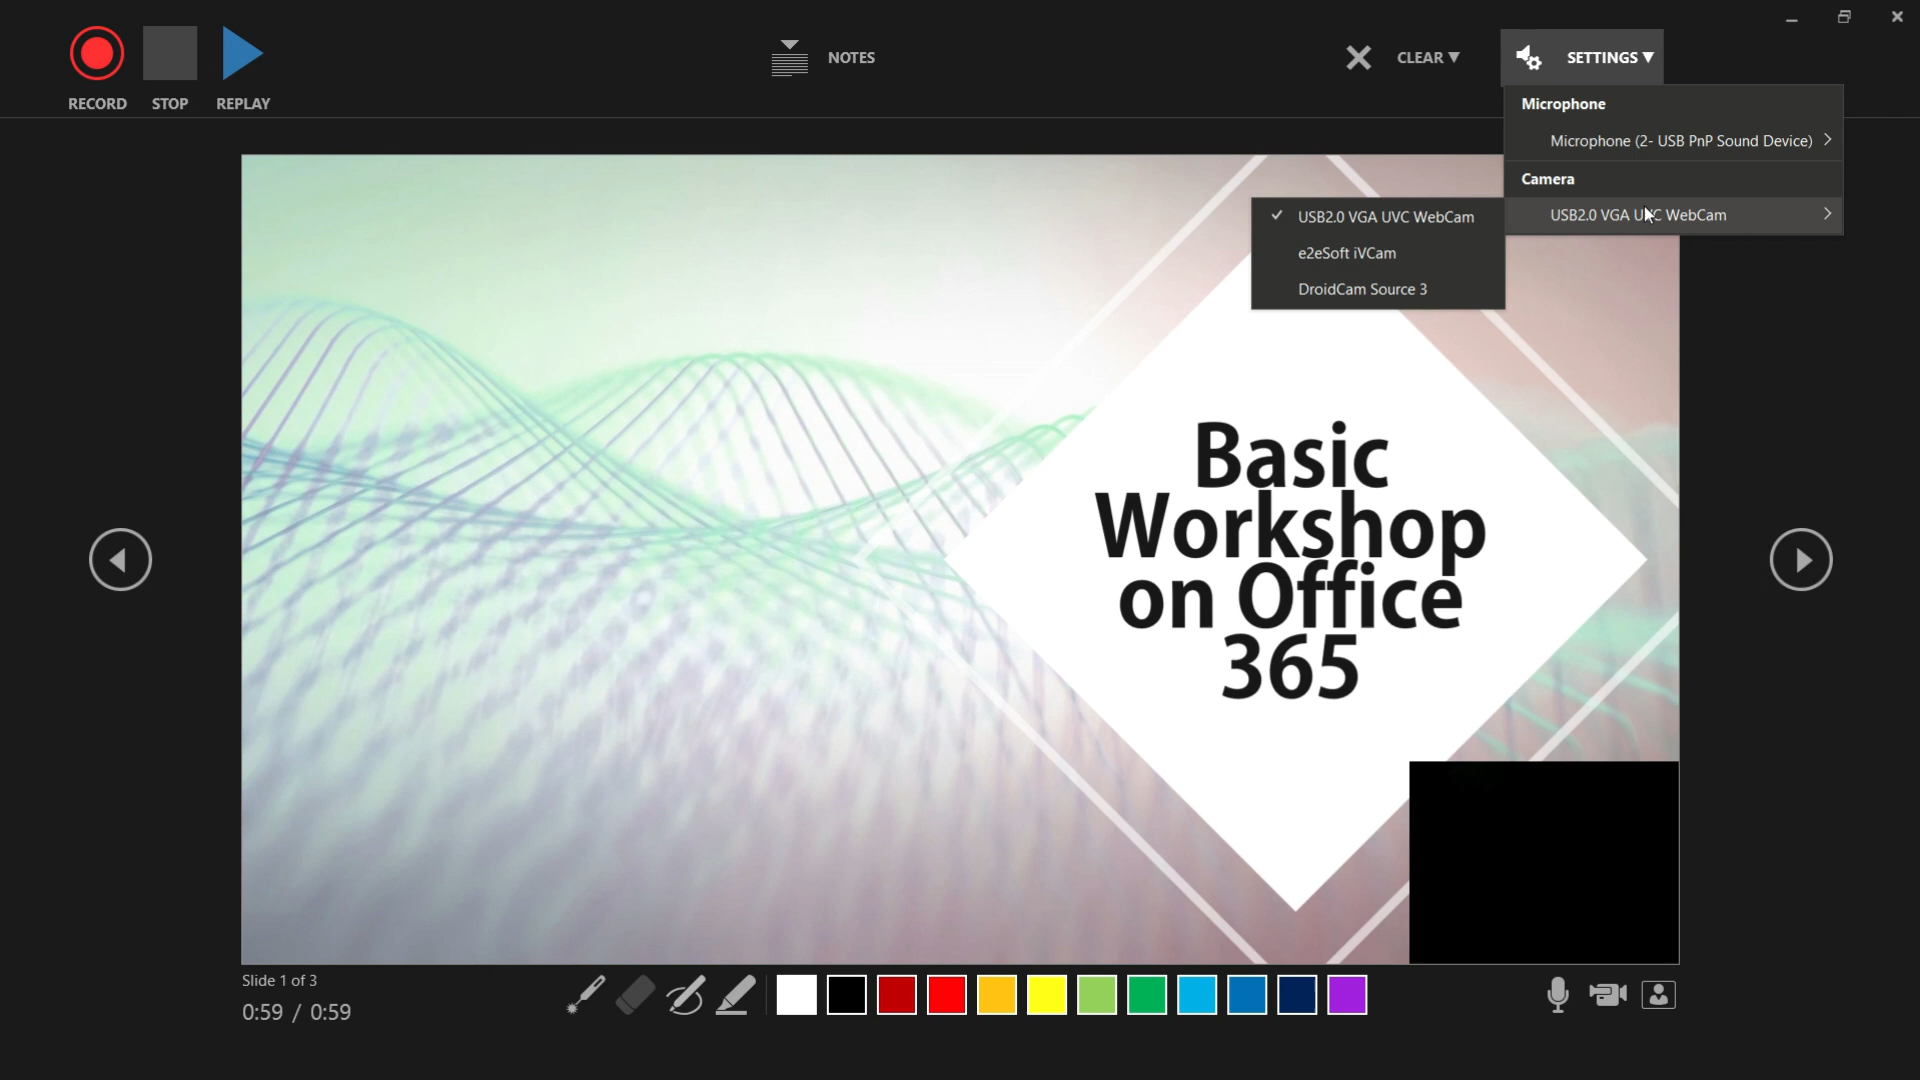 RECORD
STOP
REPLAY
NOTES
CLEAR
SETTINGS
Microphone
Microphone (2- USB PnP Sound Device)
Camera
USB2.0 VGA UVC WebCam
USB2.0 VGA UVC WebCam
e2eSoft iVCam
DroidCam Source 3
Basic
Workshop
on Office
365
Slide 1 of 3
0:59 / 0:59